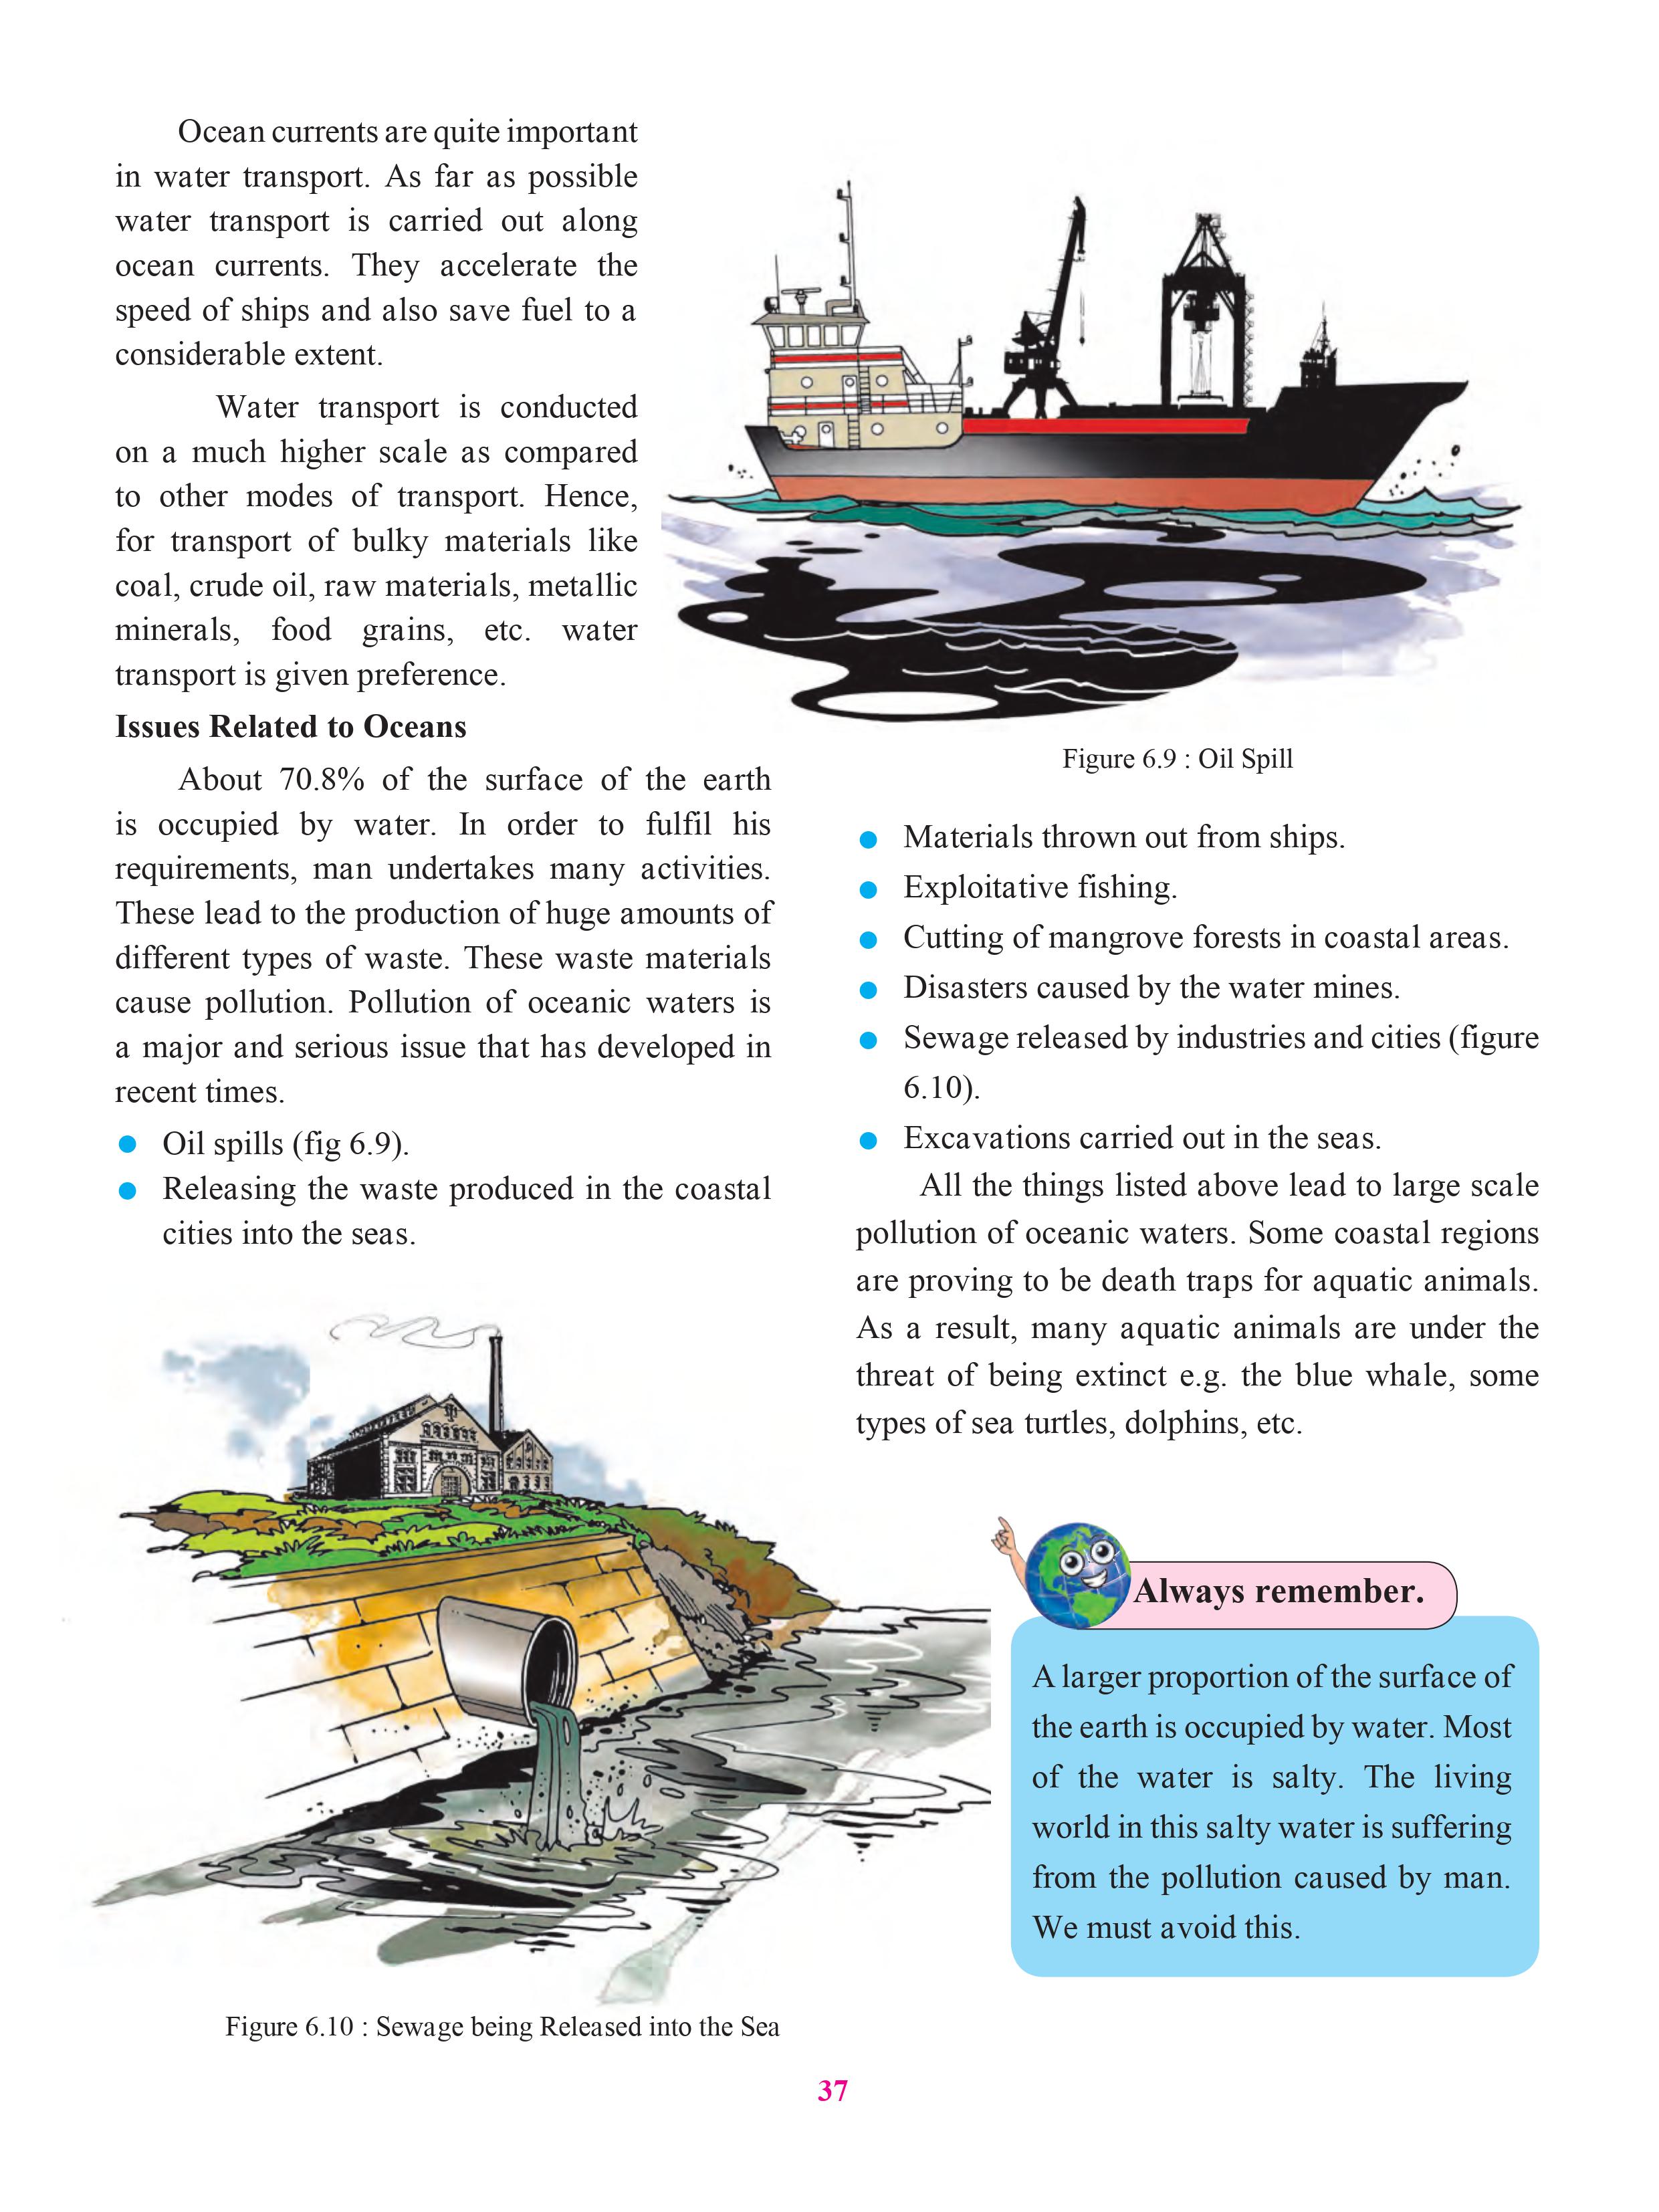 Ocean currents are quite important
in water transport. As far as possible
water transport is carried out along
ocean currents. They accelerate the
speed of ships and also save fuel to a
considerable extent.
Water transport is conducted
on a much higher scale as compared
to other modes of transport. Hence,
for transport of bulky materials like
coal, crude oil, raw materials, metallic
minerals, food grains, etc. water
transport is given preference.
Issues Related to Oceans
About 70.8% of the surface of the earth
is occupied by water. In order to fulfil his
requirements, man undertakes many activities.
These lead to the production of huge amounts of
different types of waste. These waste materials
cause pollution. Pollution of oceanic waters is
a major and serious issue that has developed in
recent times.
● Oil spills (fig 6.9).
● Releasing the waste produced in the coastal
cities into the seas.
Figure 6.10 : Sewage being Released into the Sea
Figure 6.9 : Oil Spill
● Materials thrown out from ships.
● Exploitative fishing.
● Cutting of mangrove forests in coastal areas.
● Disasters caused by the water mines.
● Sewage released by industries and cities (figure
6.10).
● Excavations carried out in the seas.
All the things listed above lead to large scale
pollution of oceanic waters. Some coastal regions
are proving to be death traps for aquatic animals.
As a result, many aquatic animals are under the
threat of being extinct e.g. the blue whale, some
types of sea turtles, dolphins, etc.
Always remember.
A larger proportion of the surface of
the earth is occupied by water. Most
of the water is salty. The living
world in this salty water is suffering
from the pollution caused by man.
We must avoid this.
37